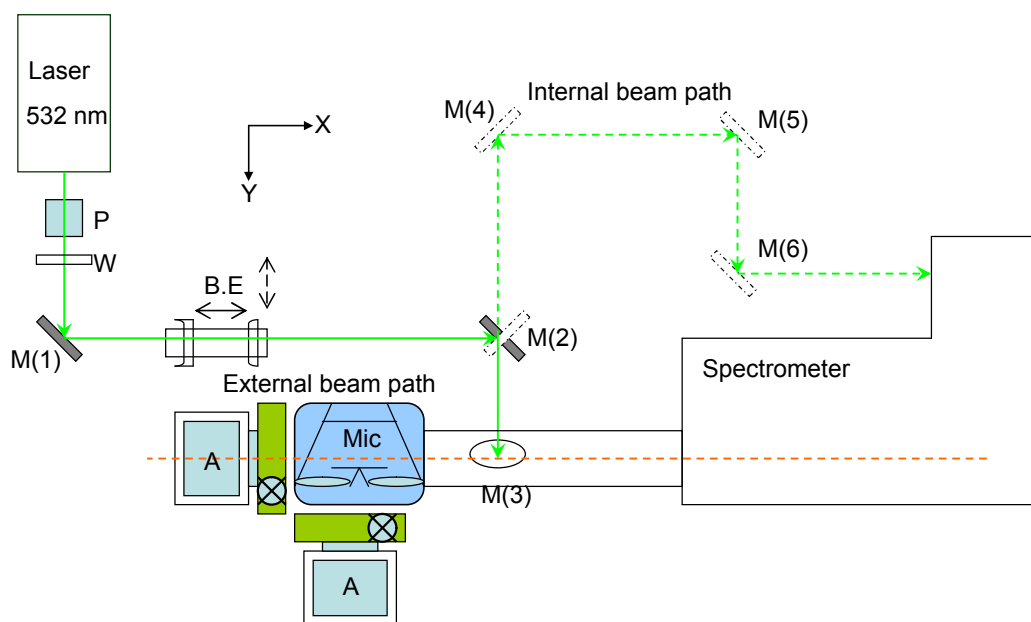 Laser
532 nm
P
W
M(1)
B.E
X
Y
M(4)
Internal beam path
M(5)
M(6)
M(2)
External beam path
Spectrometer
Mic
A
M(3)
A